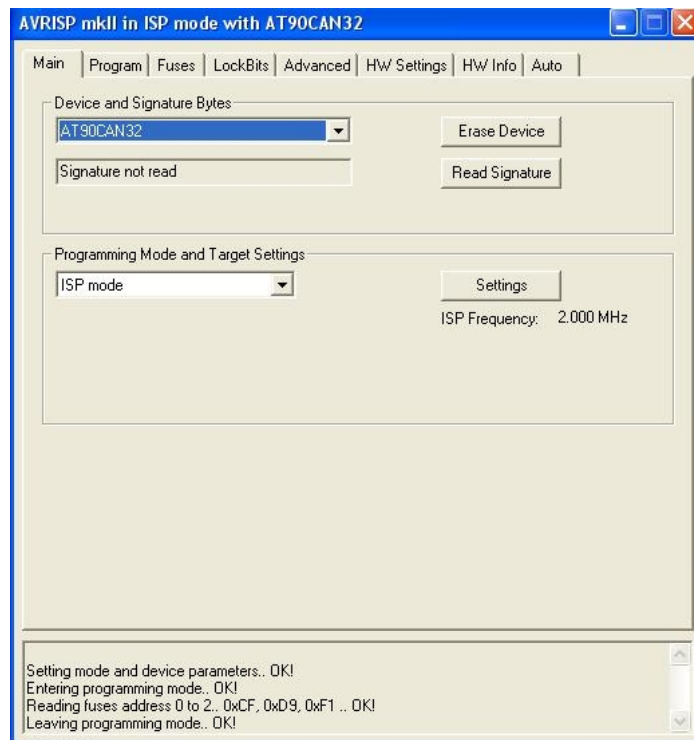 AVRISP mkII in ISP mode with AT90CAN32
Main Program Fuses LockBits Advanced HW Settings HW Info Auto
Device and Signature Bytes
AT90CAN32 Erase Device
Signature not read Read Signature
Programming Mode and Target Settings
ISP mode Settings
ISP Frequency: 2.000 MHz
Setting mode and device parameters.. OK!
Entering programming mode.. OK!
Reading fuses address 0 to 2.. 0xCF, 0xD9, 0xF1 .. OK!
Leaving programming mode.. OK!